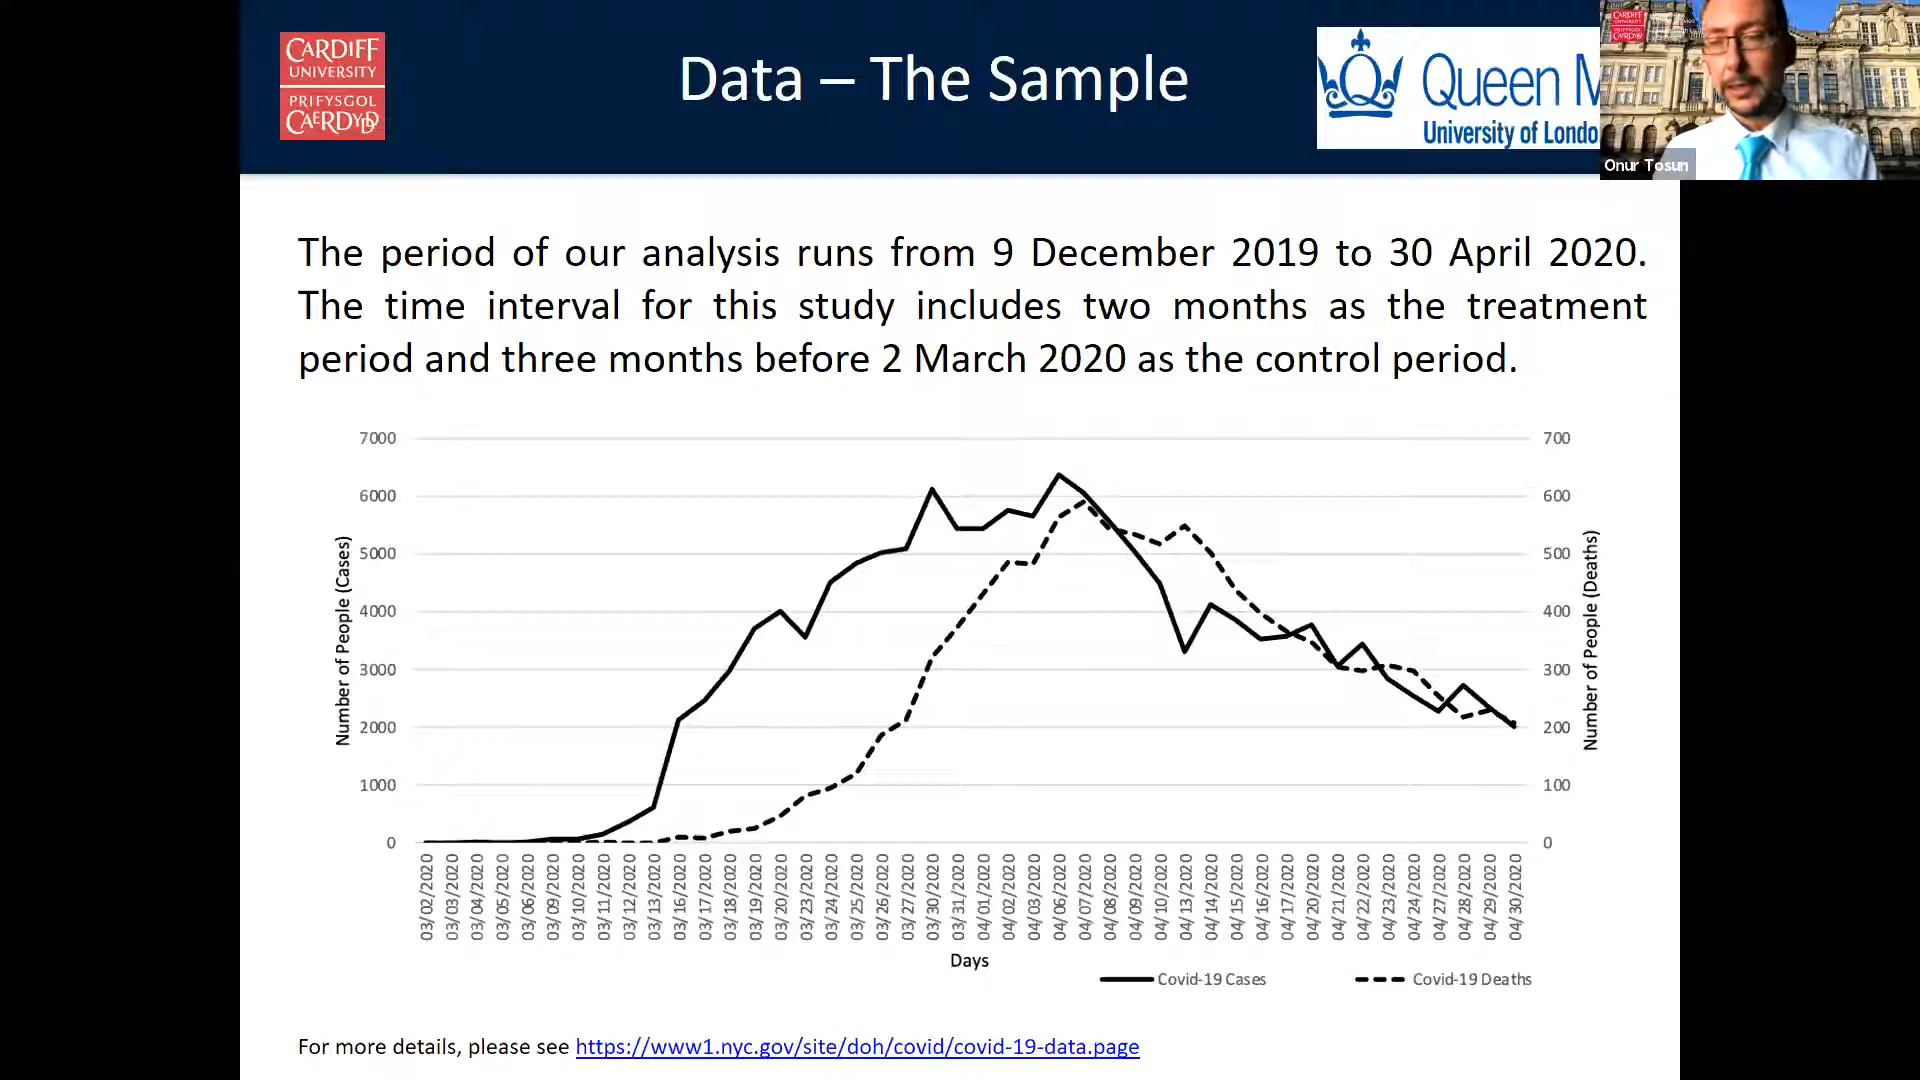 CARDIFF
UNIVERSITY
PRIFYSGOL
CAERDYDD
Data – The Sample
Queen M
University of Londo
CARDIFF
UNIVERSITY
PRIFYSGOL
CAERDYDD
Onur Tosun
The period of our analysis runs from 9 December 2019 to 30 April 2020.
The time interval for this study includes two months as the treatment
period and three months before 2 March 2020 as the control period.
Number of People (Cases)
7000
6000
5000
4000
3000
2000
1000
0
700
600
500
400
300
200
100
0
Number of People (Deaths)
03/02/2020
03/03/2020
03/04/2020
03/05/2020
03/06/2020
03/09/2020
03/10/2020
03/11/2020
03/12/2020
03/13/2020
03/16/2020
03/17/2020
03/18/2020
03/19/2020
03/20/2020
03/23/2020
03/24/2020
03/25/2020
03/26/2020
03/27/2020
03/30/2020
03/31/2020
04/01/2020
04/02/2020
04/03/2020
04/06/2020
04/07/2020
04/08/2020
04/09/2020
04/10/2020
04/13/2020
04/14/2020
04/15/2020
04/16/2020
04/17/2020
04/20/2020
04/21/2020
04/22/2020
04/23/2020
04/24/2020
04/27/2020
04/28/2020
04/29/2020
04/30/2020
Days
Covid-19 Cases
Covid-19 Deaths
For more details, please see https://www1.nyc.gov/site/doh/covid/covid-19-data.page